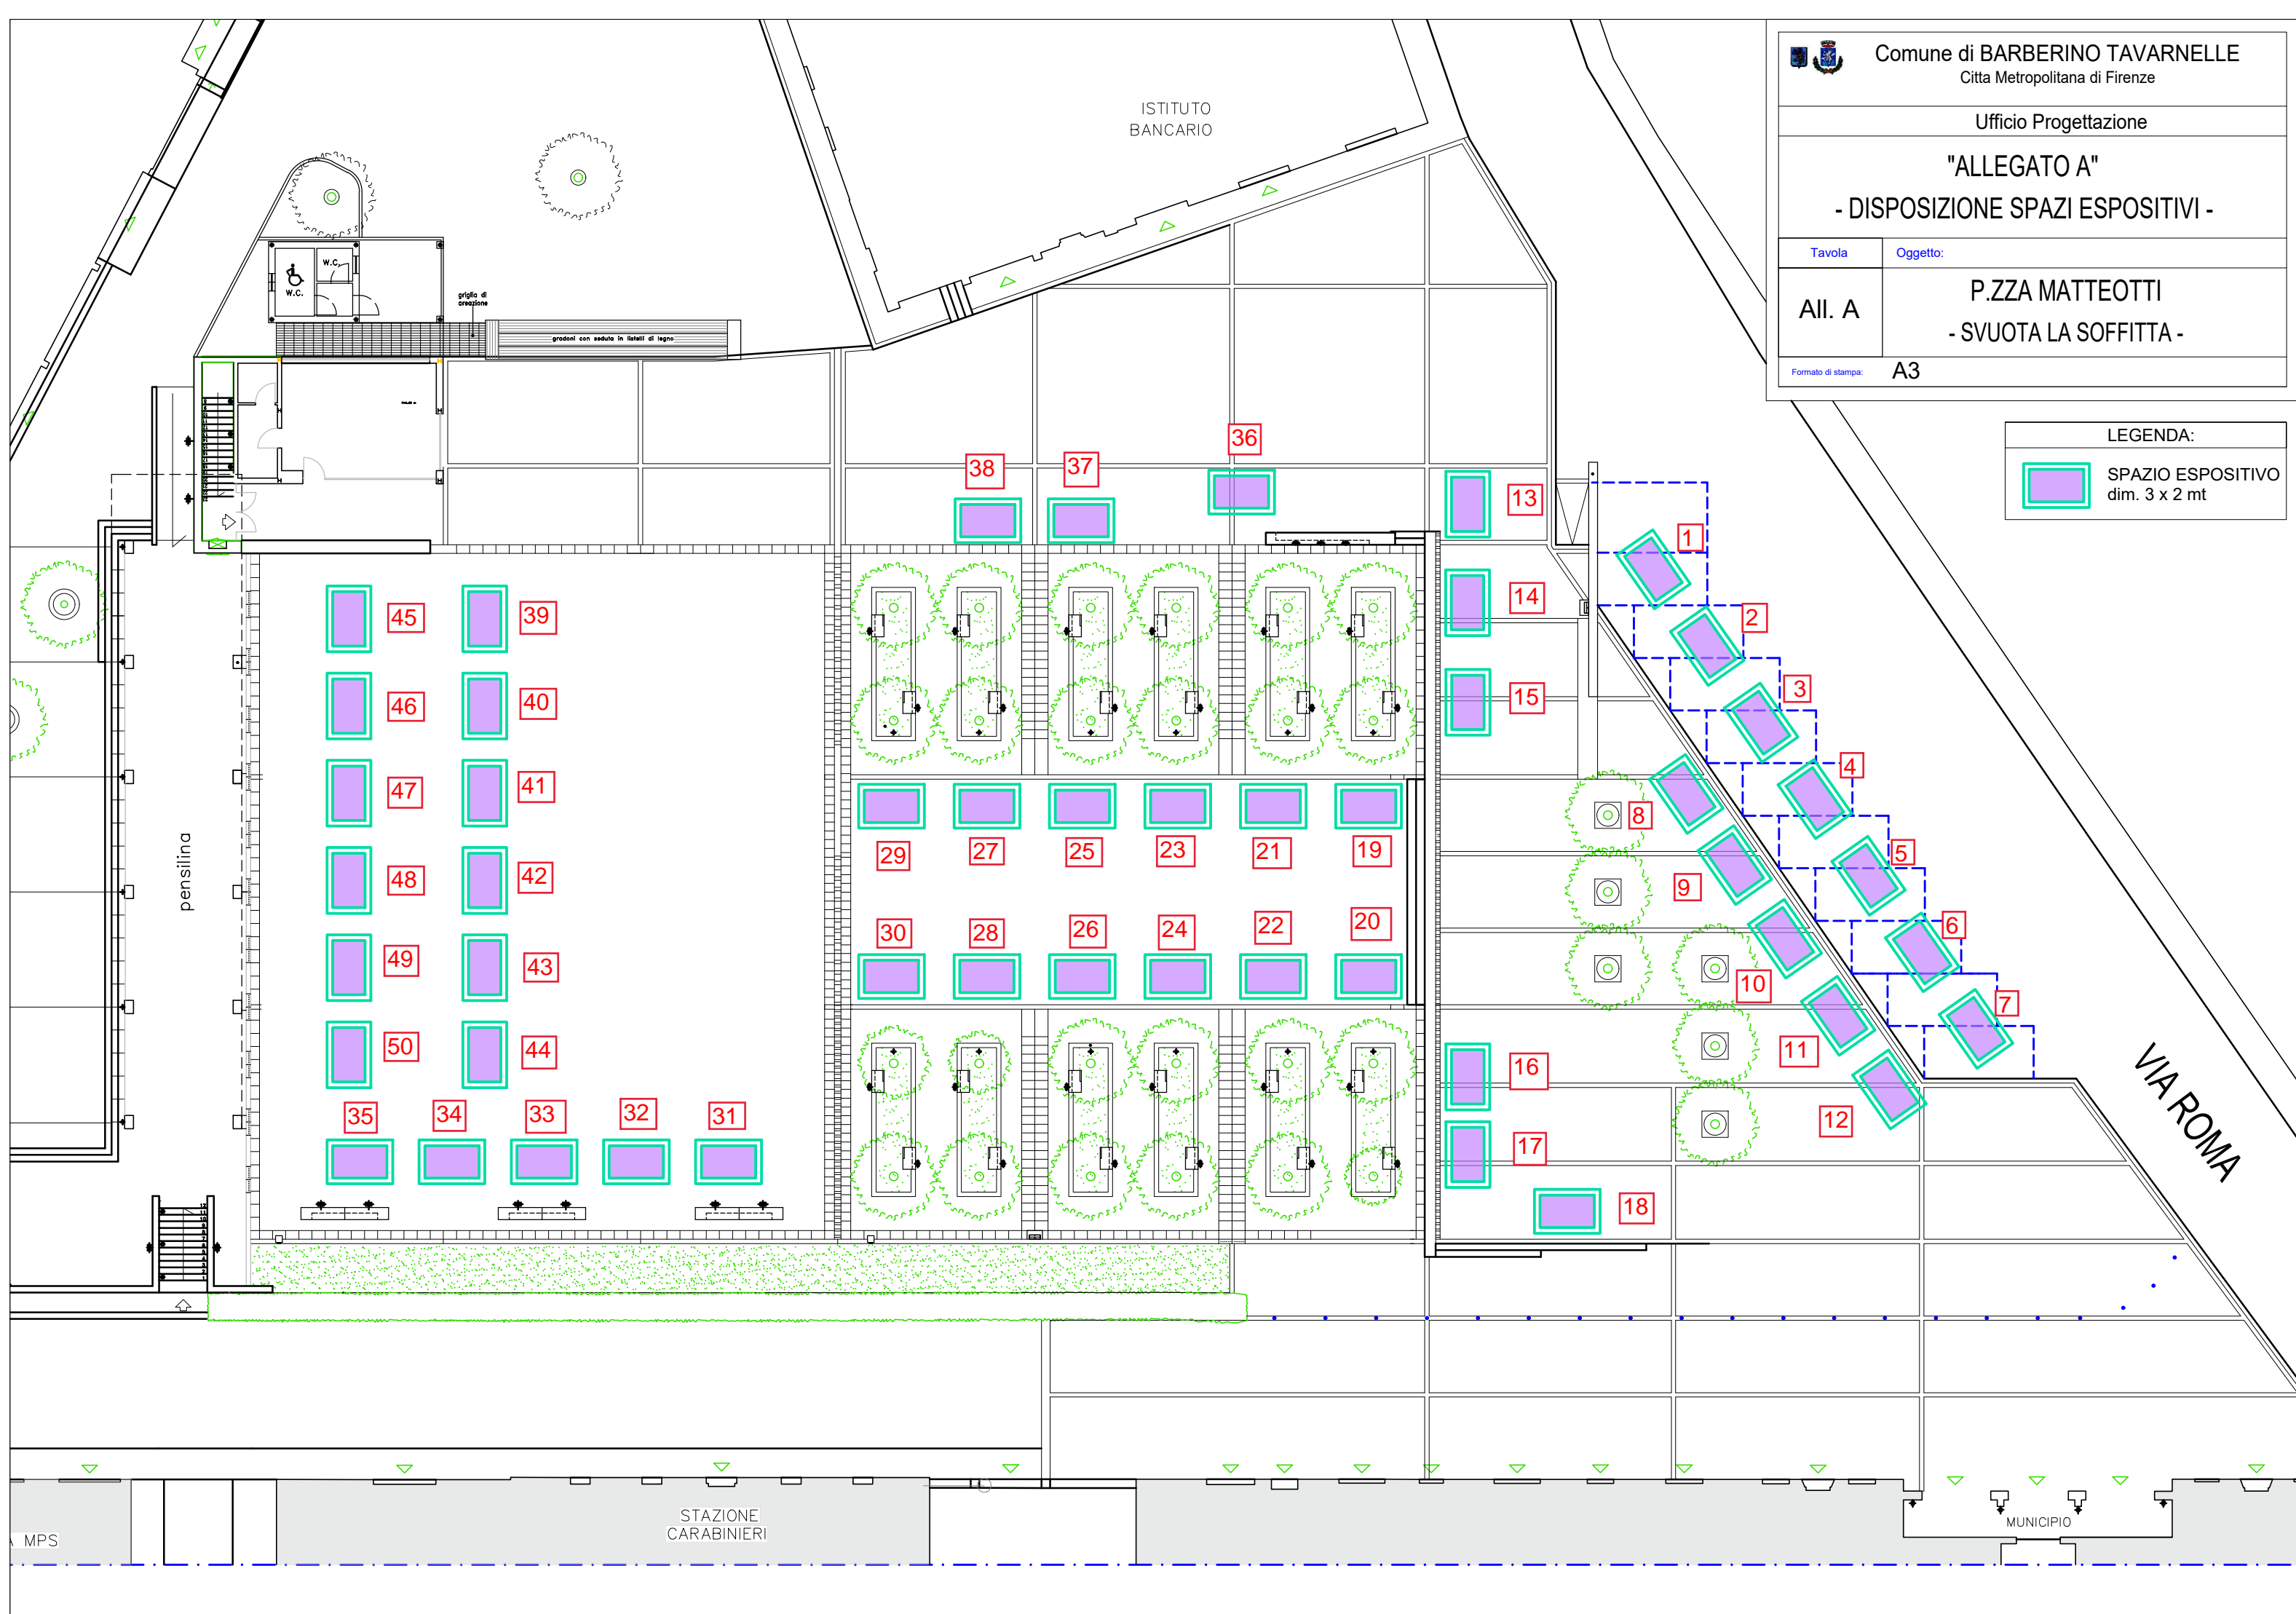 Comune di BARBERINO TAVARNELLE
Citta Metropolitana di Firenze
Ufficio Progettazione
"ALLEGATO A"
- DISPOSIZIONE SPAZI ESPOSITIVI -
Tavola
Oggetto:
All. A
P.ZZA MATTEOTTI
- SVUOTA LA SOFFITTA -
Formato di stampa:
A3
LEGENDA:
SPAZIO ESPOSITIVO
dim. 3 x 2 mt
ISTITUTO
BANCARIO
W.C.
W.C.
griglia di
areazione
gradoni con seduta in listelli di legno
38
37
36
13
1
45
39
14
2
46
40
15
3
47
41
4
8
29
27
25
23
21
19
5
48
42
9
30
28
26
24
22
20
6
49
43
10
7
50
44
11
16
35
34
33
32
31
12
17
18
pensilina
VIA ROMA
STAZIONE
CARABINIERI
MPS
MUNICIPIO